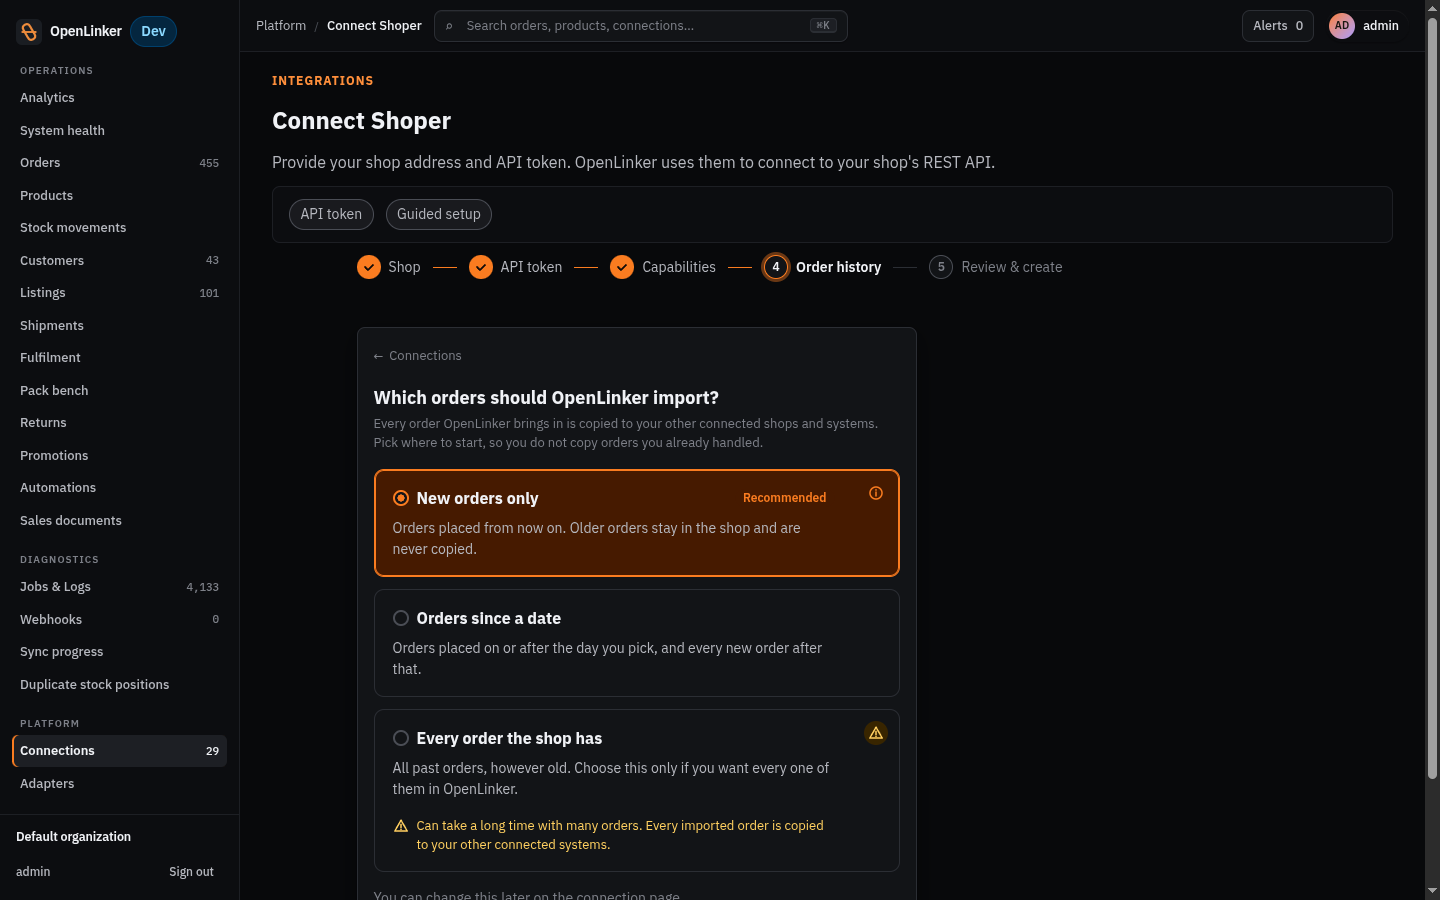 OpenLinker Dev
Platform / Connect Shoper
Search orders, products, connections... ⌘K
Alerts 0
AD admin
OPERATIONS
Analytics
System health
Orders 455
Products
Stock movements
Customers 43
Listings 101
Shipments
Fulfilment
Pack bench
Returns
Promotions
Automations
Sales documents
DIAGNOSTICS
Jobs & Logs 4,133
Webhooks 0
Sync progress
Duplicate stock positions
PLATFORM
Connections 29
Adapters
Default organization
admin Sign out
INTEGRATIONS
Connect Shoper
Provide your shop address and API token. OpenLinker uses them to connect to your shop's REST API.
API token Guided setup
Shop API token Capabilities 4 Order history 5 Review & create
← Connections
Which orders should OpenLinker import?
Every order OpenLinker brings in is copied to your other connected shops and systems.
Pick where to start, so you do not copy orders you already handled.
New orders only Recommended
Orders placed from now on. Older orders stay in the shop and are
never copied.
Orders since a date
Orders placed on or after the day you pick, and every new order after
that.
Every order the shop has
All past orders, however old. Choose this only if you want every one of
them in OpenLinker.
Can take a long time with many orders. Every imported order is copied
to your other connected systems.
You can change this later on the connection page.